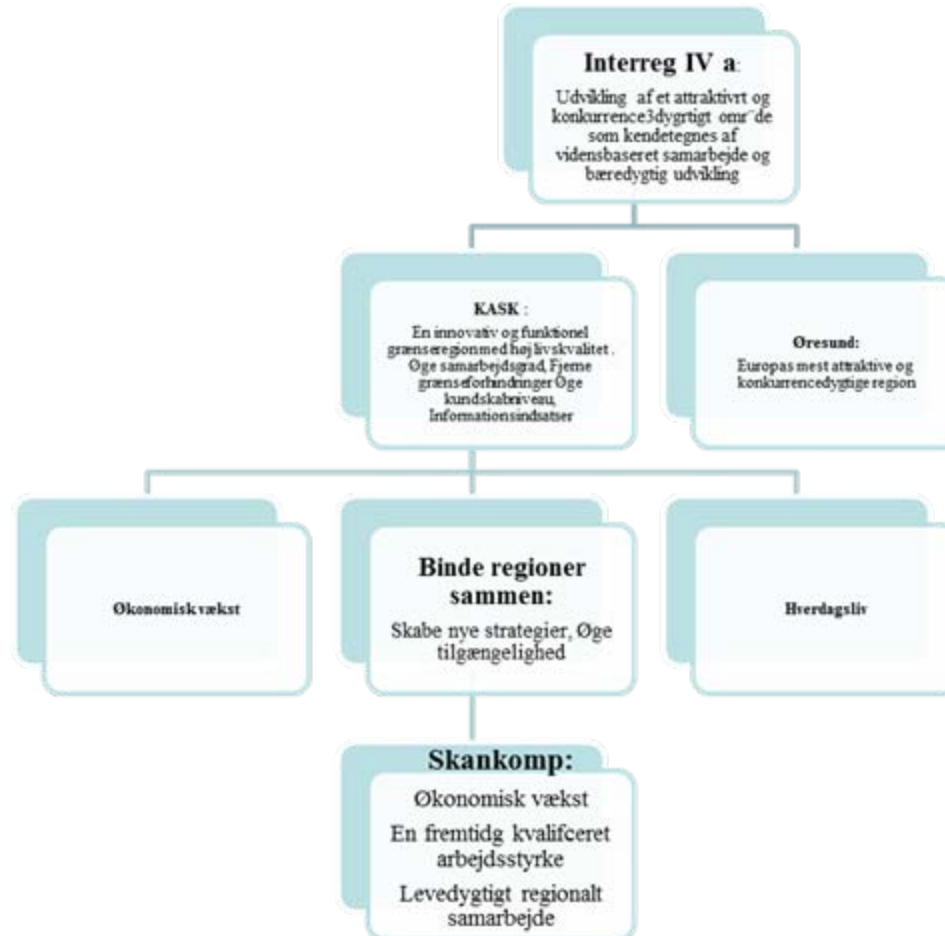 Interreg IV a:
Udvikling af et attraktivrt og
konkurrence3dygrtigt omr¨de
som kendetegnes af
vidensbaseret samarbejde og
bæredygtig udvikling
KASK :
En innovativ og funktionel
grænseregion med høj livskvalitet .
Øge samarbejdsgrad, Fjerne
grænseforhindringer Øge
kundskabniveau,
Informationsindsatser
Øresund:
Europas mest attraktive og
konkurrencedygtige region
Økonomisk vækst
Binde regioner
sammen:
Skabe nye strategier, Øge
tilgængelighed
Hverdagsliv
Skankomp:
Økonomisk vækst
En fremtidg kvalifceret
arbejdsstyrke
Levedygtigt regionalt
samarbejde